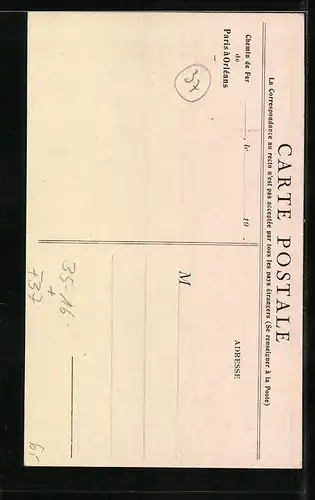 CARTE POSTALE
La Correspondance au recto n'est pas acceptée par tous les pays étrangers (Se renseigner à la Poste)
Chemin de Fer
de
Paris à Orléans
, le 19 .
37
ADRESSE
M
35-16
+
+37